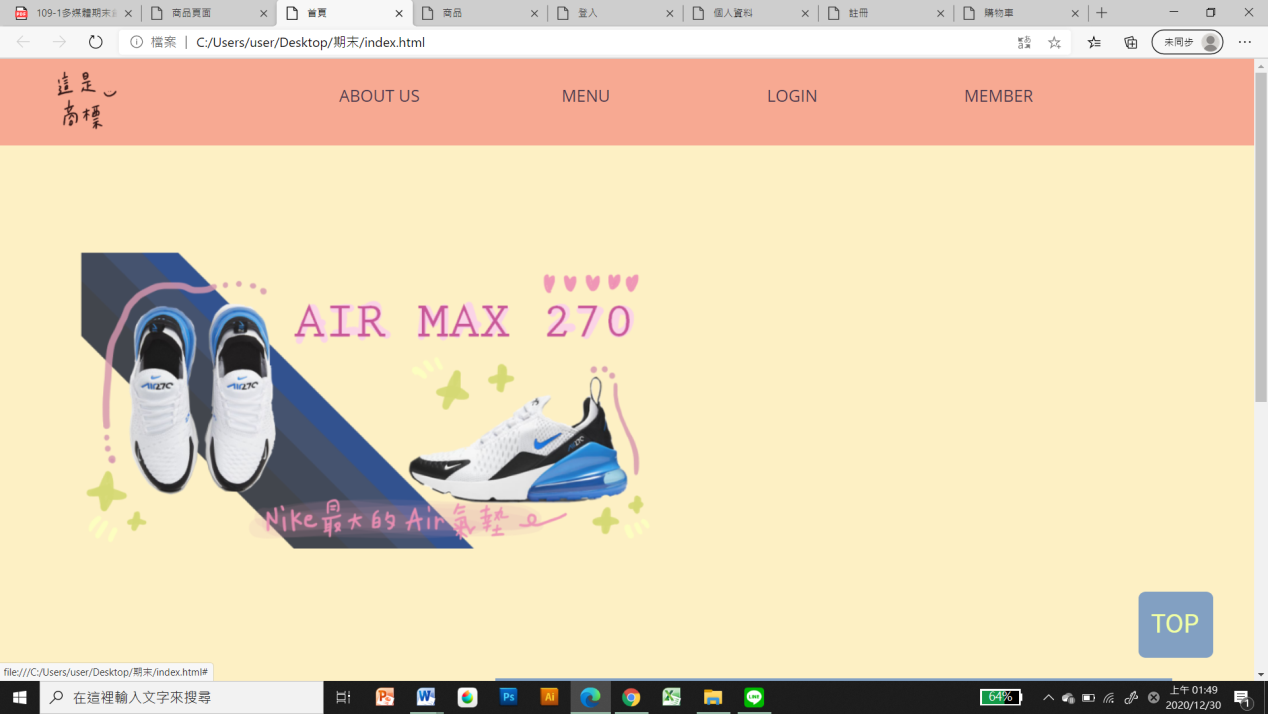 109-1多媒體期末
商品頁面
首頁
商品
登入
個人資料
註冊
購物車
檔案
C:/Users/user/Desktop/期末/index.html
未同步
這是
商標
ABOUT US
MENU
LOGIN
MEMBER
AIR MAX 270
Nike最大的Air氣墊
TOP
file:///C:/Users/user/Desktop/期末/index.html#
在這裡輸入文字來搜尋
64%
上午 01:49
2020/12/30